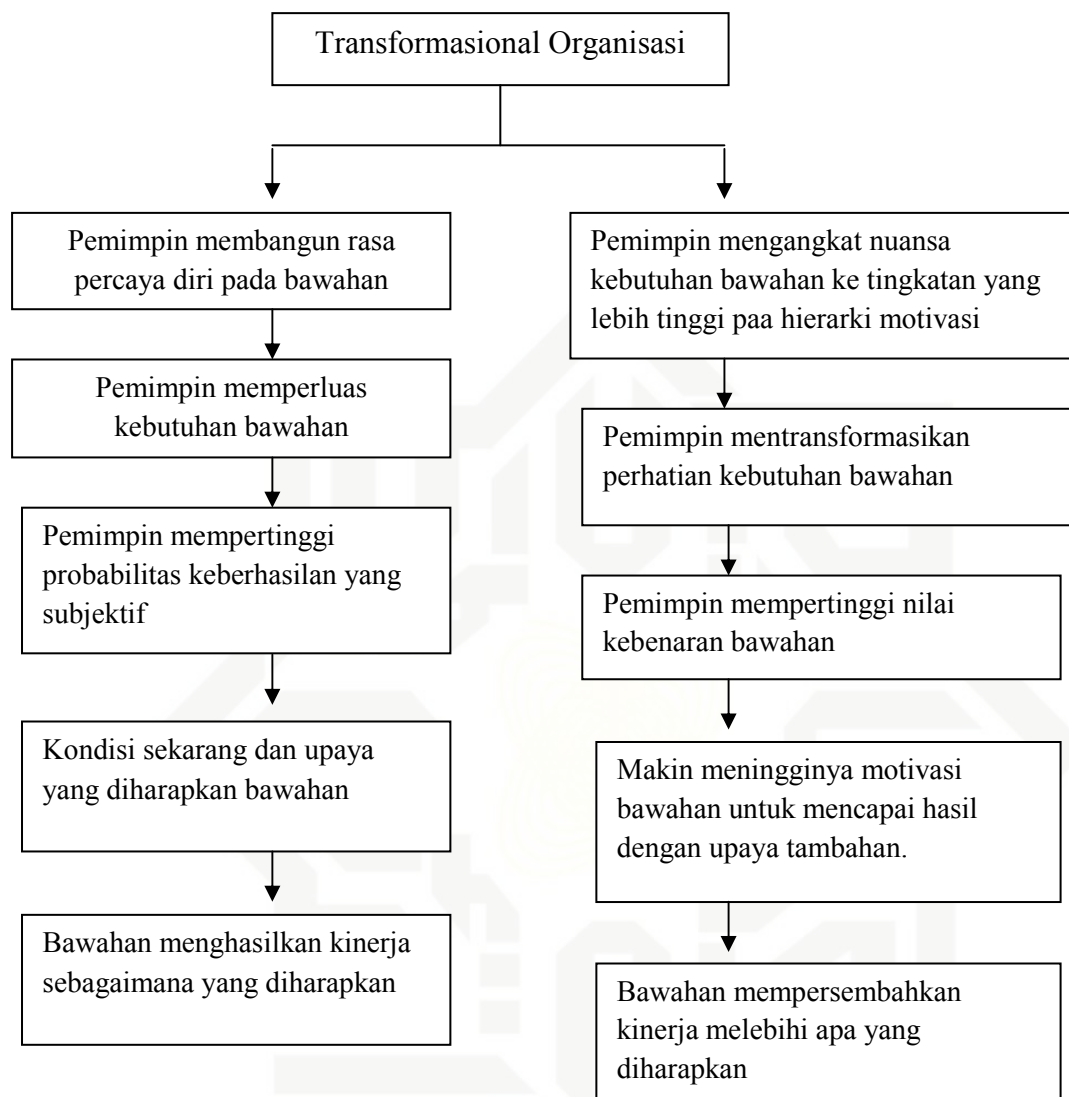 Transformasional Organisasi
Pemimpin membangun rasa
percaya diri pada bawahan
Pemimpin memperluas
kebutuhan bawahan
Pemimpin mempertinggi
probabilitas keberhasilan yang
subjektif
Kondisi sekarang dan upaya
yang diharapkan bawahan
Bawahan menghasilkan kinerja
sebagaimana yang diharapkan
Pemimpin mengangkat nuansa
kebutuhan bawahan ke tingkatan yang
lebih tinggi paa hierarki motivasi
Pemimpin mentransformasikan
perhatian kebutuhan bawahan
Pemimpin mempertinggi nilai
kebenaran bawahan
Makin meningginya motivasi
bawahan untuk mencapai hasil
dengan upaya tambahan.
Bawahan mempersembahkan
kinerja melebihi apa yang
diharapkan